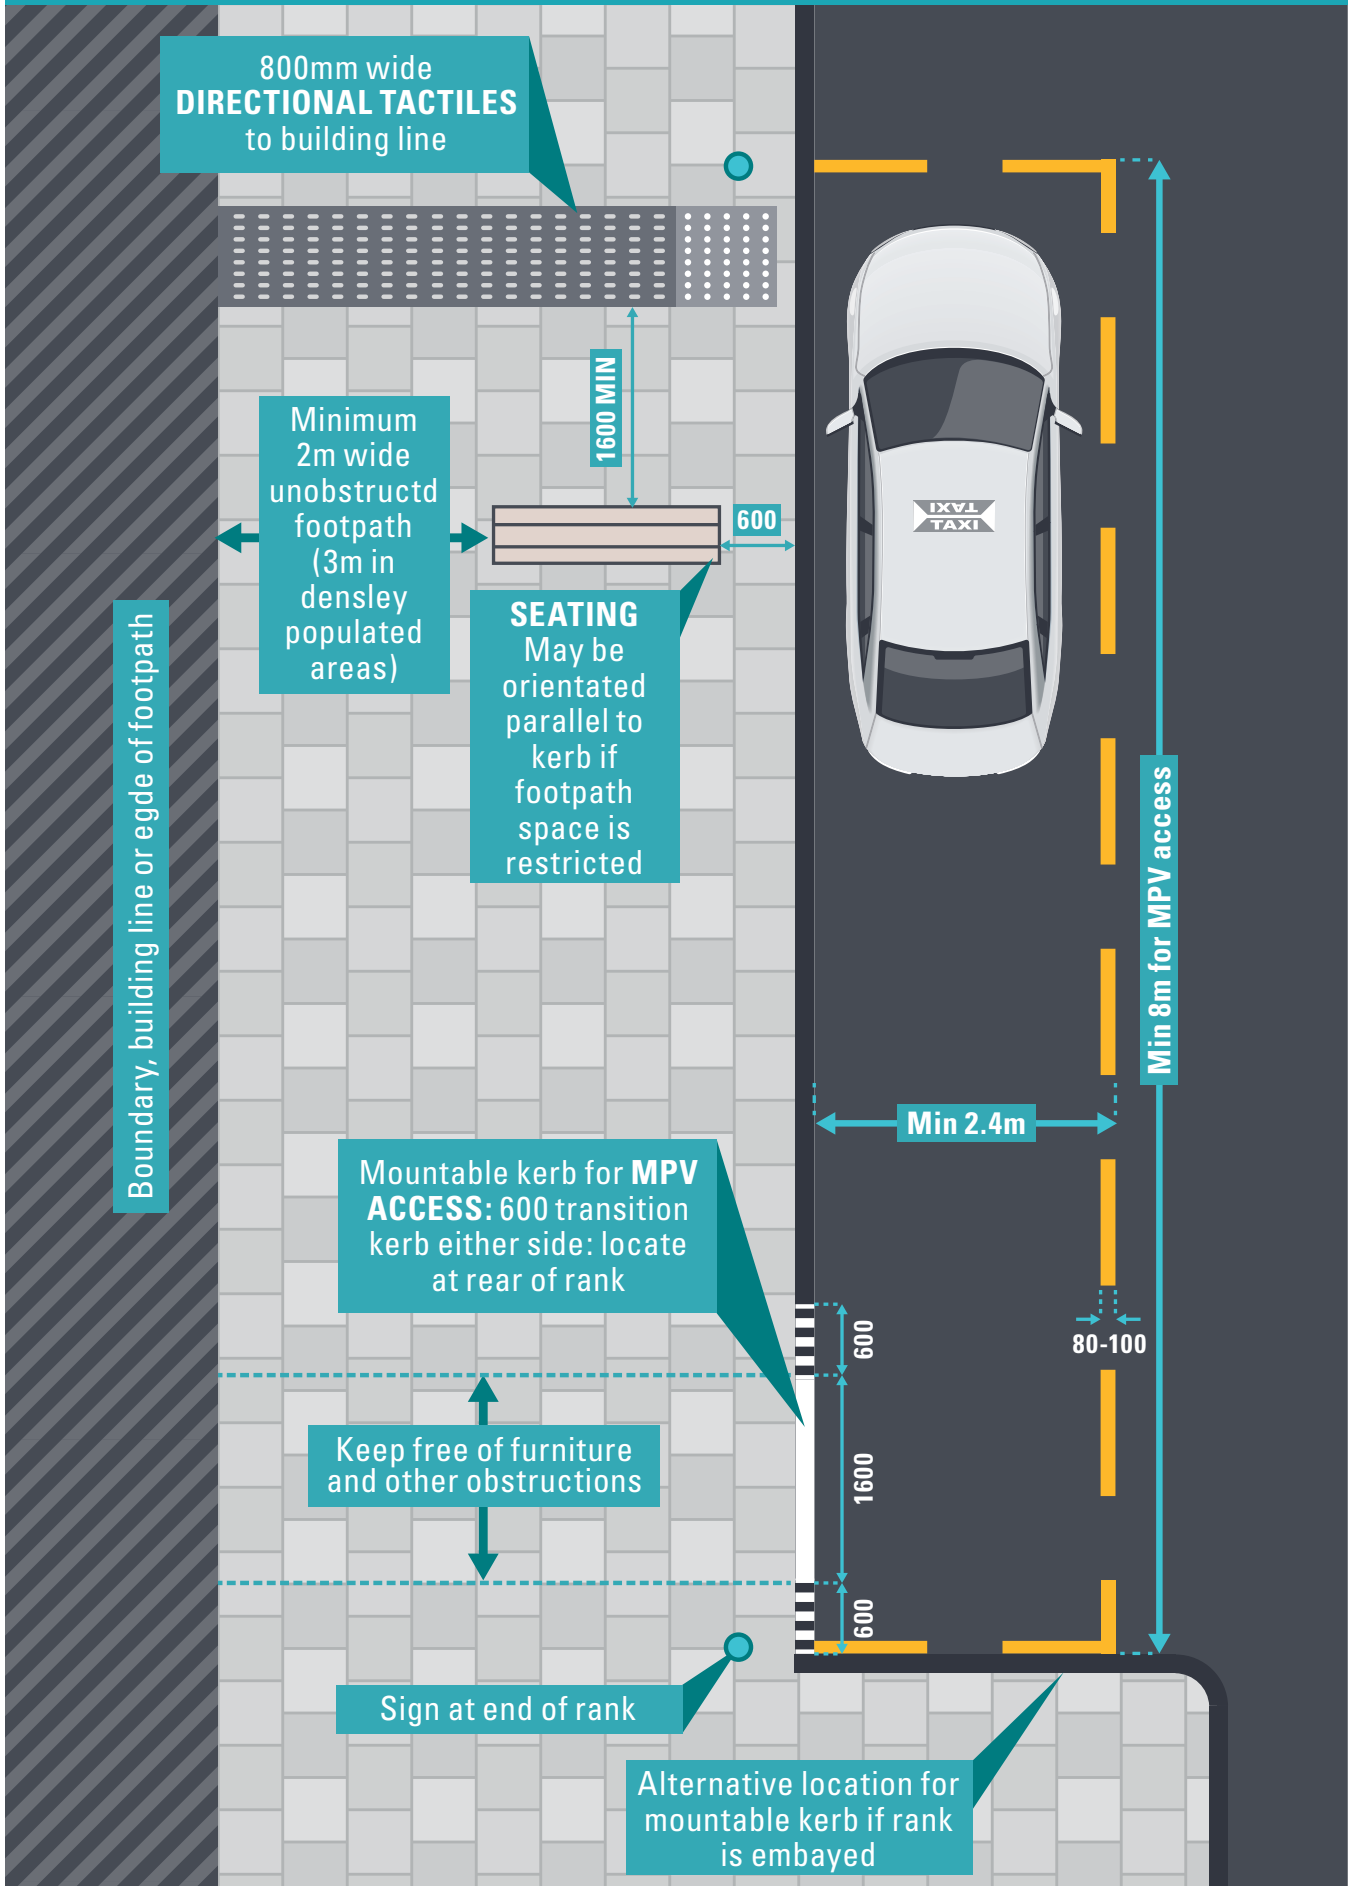 800mm wide
DIRECTIONAL TACTILES
to building line
1600 MIN
Minimum
2m wide
unobstructd
footpath
(3m in
densley
populated
areas)
600
SEATING
May be
orientated
parallel to
kerb if
footpath
space is
restricted
TAXI
TAXI
Boundary, building line or egde of footpath
Min 8m for MPV access
Min 2.4m
Mountable kerb for MPV
ACCESS: 600 transition
kerb either side: locate
at rear of rank
600
80-100
Keep free of furniture
and other obstructions
1600
600
Sign at end of rank
Alternative location for
mountable kerb if rank
is embayed